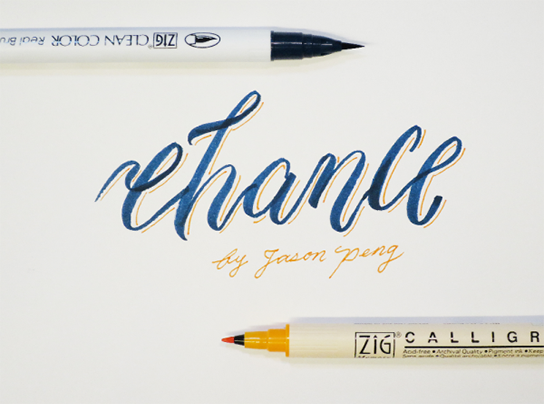 ZIG CLEAN COLOR Real Bru
chance
by Jason Peng
ZIG® CALLIGR
Acid-free • Archival Quality • Pigment ink • Keep